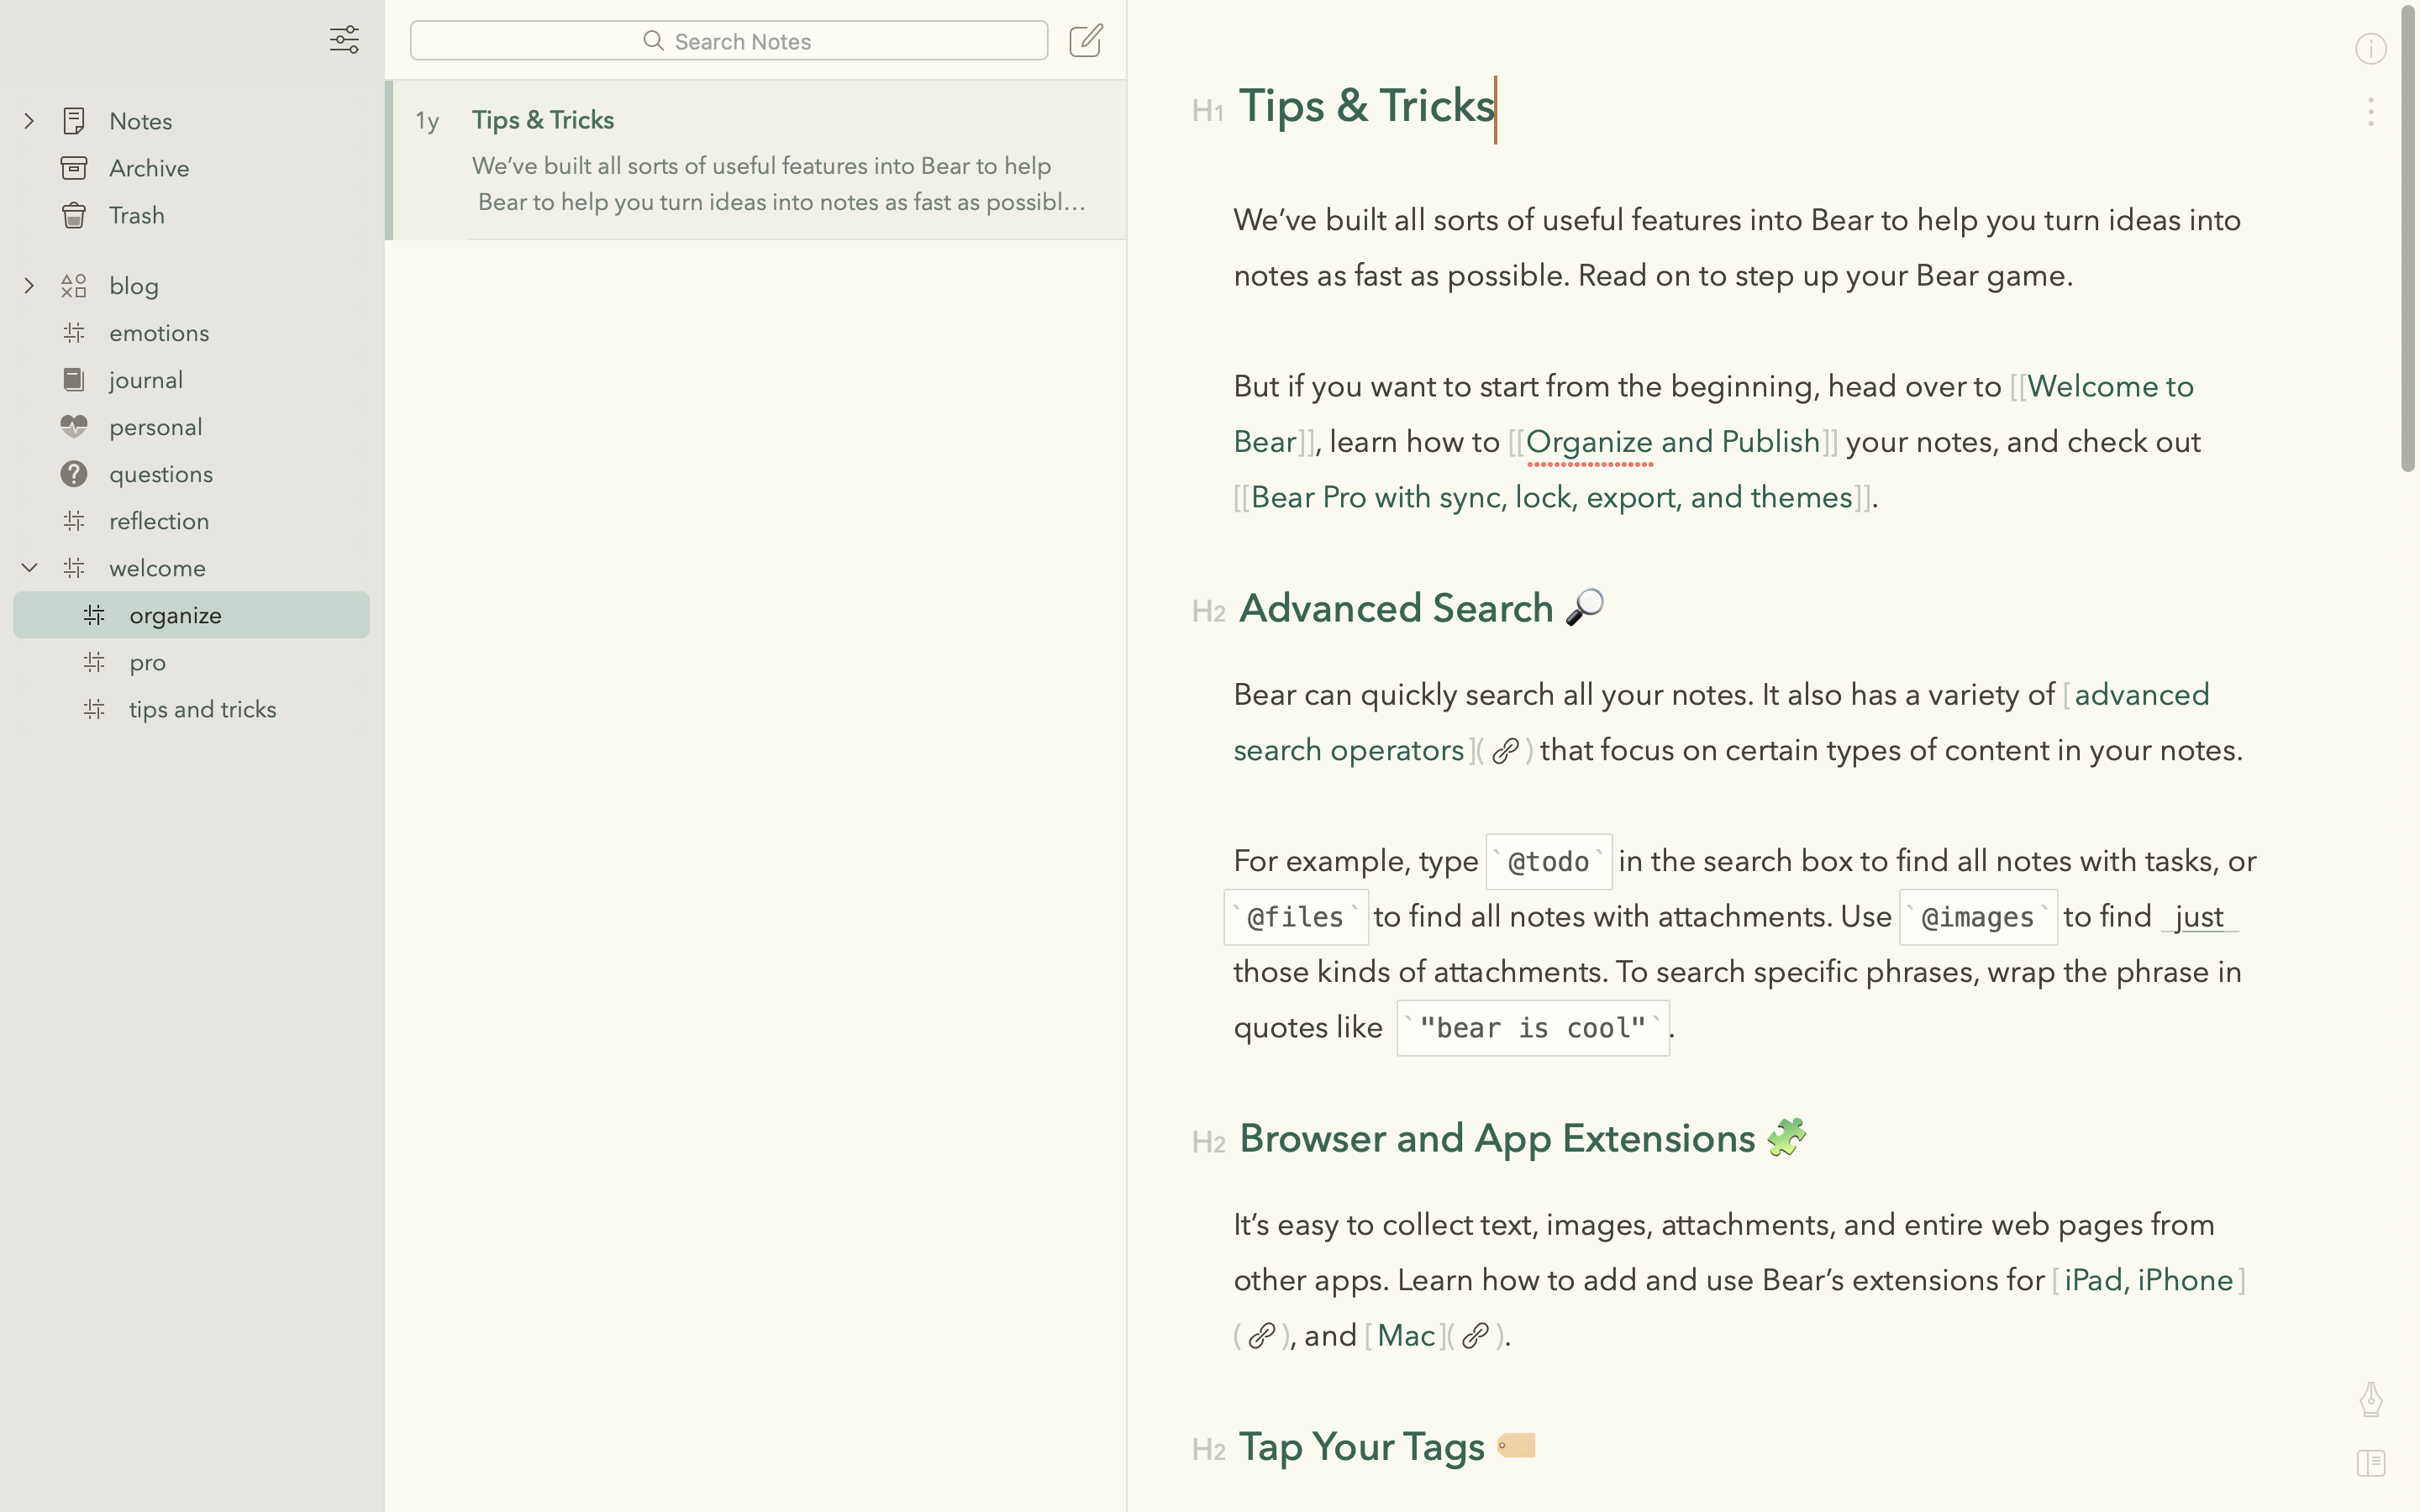 Notes
Archive
Trash
blog
emotions
journal
personal
questions
reflection
welcome
organize
pro
tips and tricks
Search Notes
1y
Tips & Tricks
We’ve built all sorts of useful features into Bear to help
Bear to help you turn ideas into notes as fast as possibl…
H1 Tips & Tricks
We’ve built all sorts of useful features into Bear to help you turn ideas into
notes as fast as possible. Read on to step up your Bear game.
But if you want to start from the beginning, head over to [[Welcome to
Bear]], learn how to [[Organize and Publish]] your notes, and check out
[[Bear Pro with sync, lock, export, and themes]].
H2 Advanced Search 🔎
Bear can quickly search all your notes. It also has a variety of [advanced
search operators](🔗) that focus on certain types of content in your notes.
For example, type `@todo` in the search box to find all notes with tasks, or
`@files` to find all notes with attachments. Use `@images` to find _just_
those kinds of attachments. To search specific phrases, wrap the phrase in
quotes like `"bear is cool"`.
H2 Browser and App Extensions 🧩
It’s easy to collect text, images, attachments, and entire web pages from
other apps. Learn how to add and use Bear’s extensions for [iPad, iPhone]
(🔗), and [Mac](🔗).
H2 Tap Your Tags 🏷️